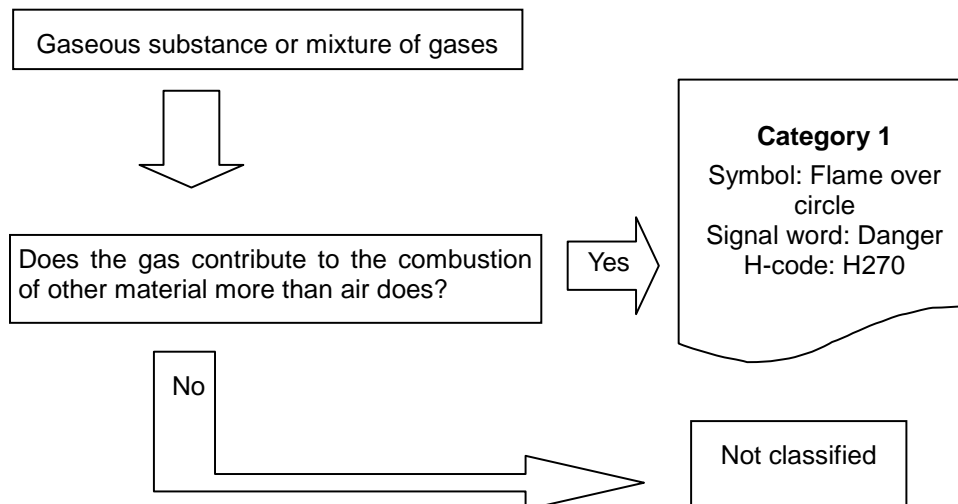 Gaseous substance or mixture of gases
Does the gas contribute to the combustion
of other material more than air does?
Yes
Category 1
Symbol: Flame over
circle
Signal word: Danger
H-code: H270
No
Not classified